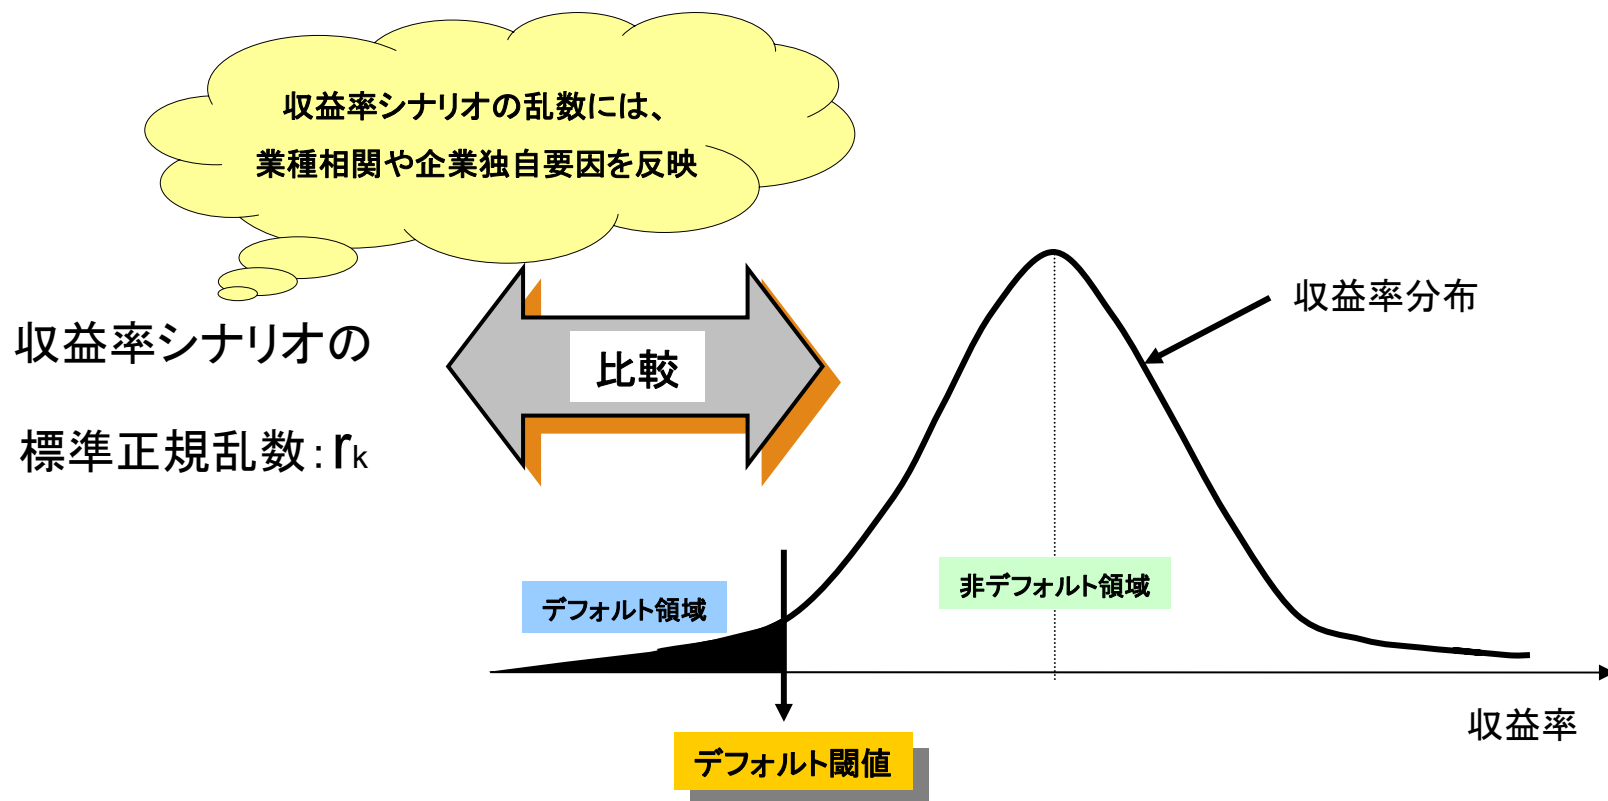 収益率シナリオの乱数には、
業種相関や企業独自要因を反映
収益率シナリオの
標準正規乱数：rk
比較
収益率分布
デフォルト領域
非デフォルト領域
収益率
デフォルト閾値